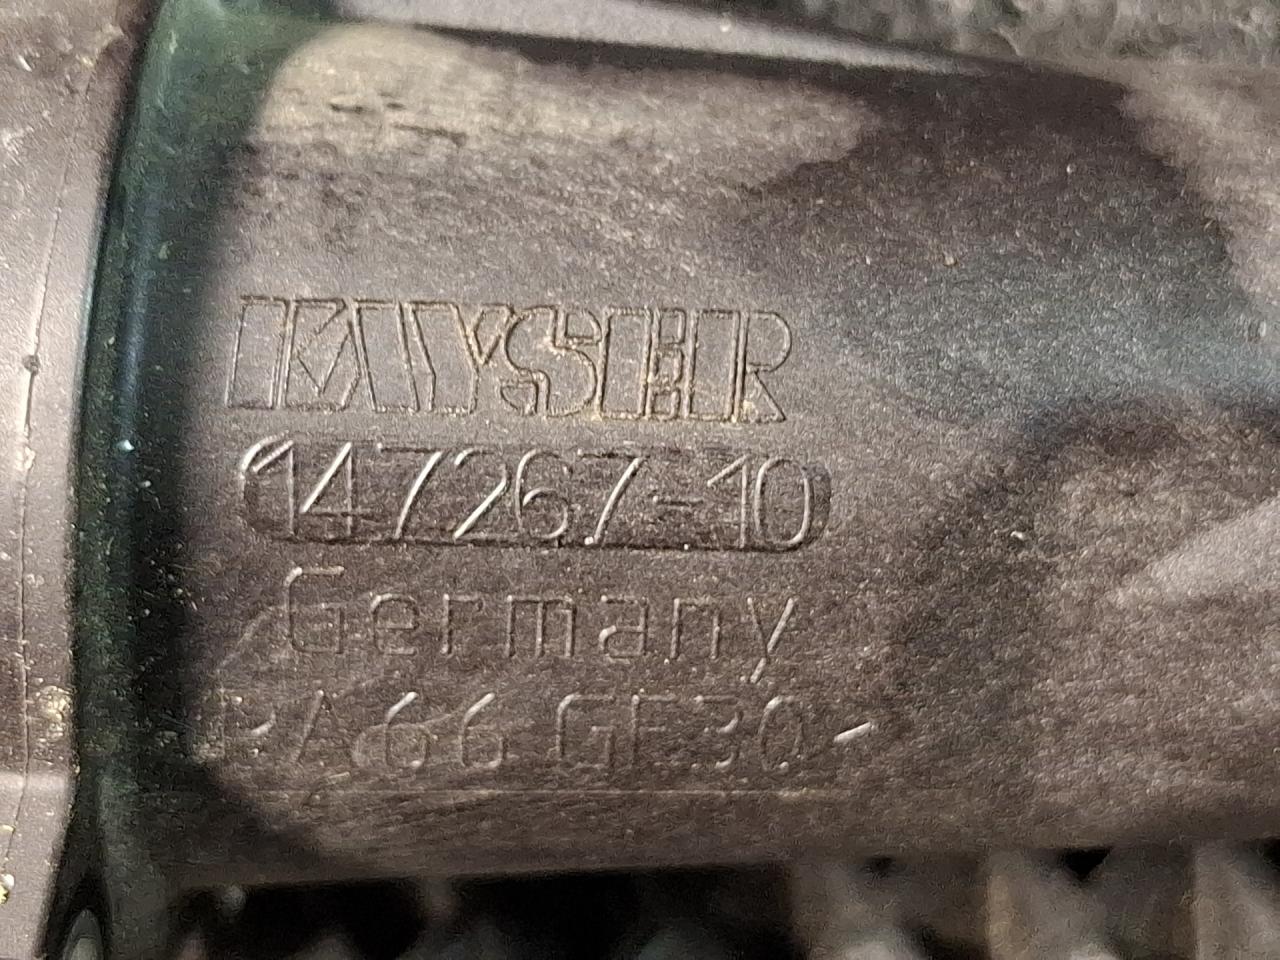 KAYSER
147267-10
Germany
PA66 GF30-